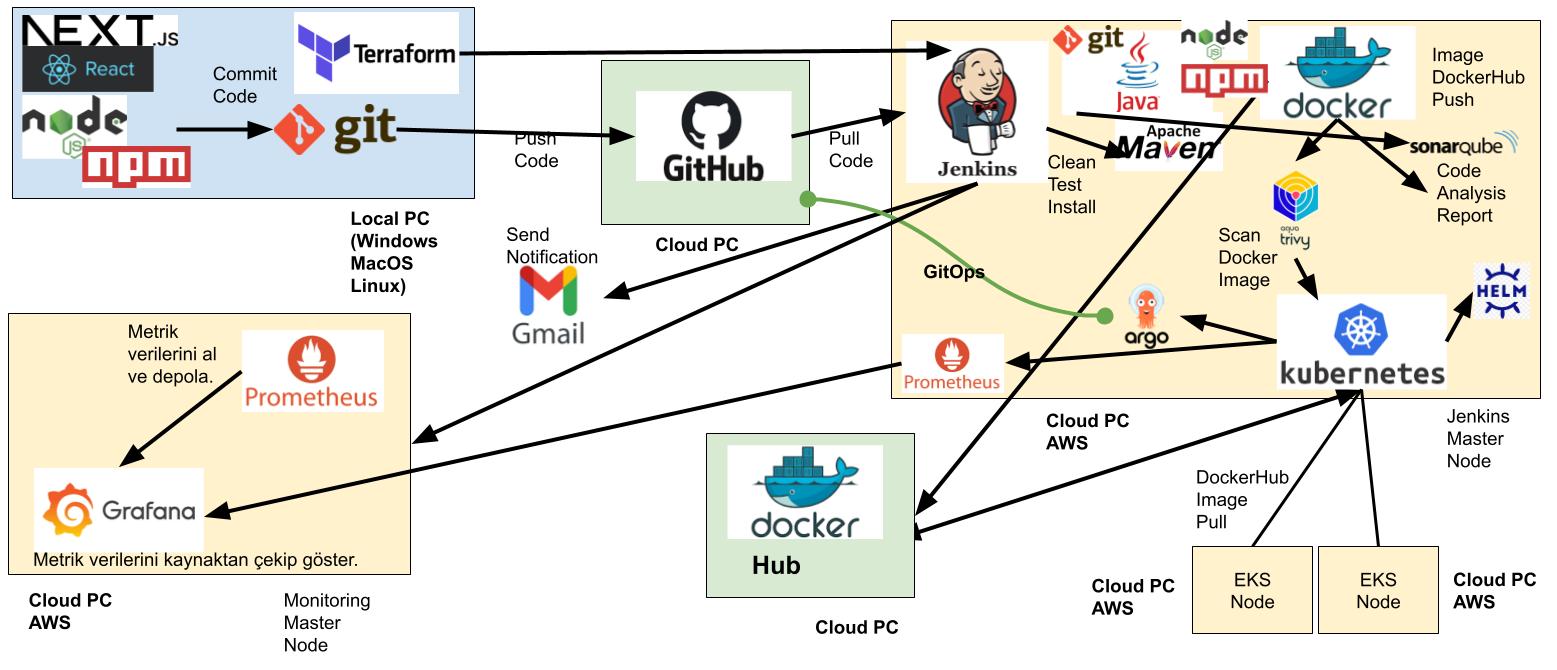 NEXT.JS
React
node
JS
npm
Commit
Code
Terraform
git
Local PC
(Windows
MacOS
Linux)
Push
Code
GitHub
Cloud PC
Pull
Code
Send
Notification
Gmail
Jenkins
git
Java
node
JS
npm
docker
Image
DockerHub
Push
Apache
Maven
Clean
Test
Install
sonarqube
Code
Analysis
Report
aqua
trivy
Scan
Docker
Image
GitOps
argo
HELM
kubernetes
Prometheus
Cloud PC
AWS
Jenkins
Master
Node
Metrik
verilerini al
ve depola.
Prometheus
Grafana
Metrik verilerini kaynaktan çekip göster.
Cloud PC
AWS
Monitoring
Master
Node
docker
Hub
Cloud PC
DockerHub
Image
Pull
Cloud PC
AWS
EKS
Node
EKS
Node
Cloud PC
AWS